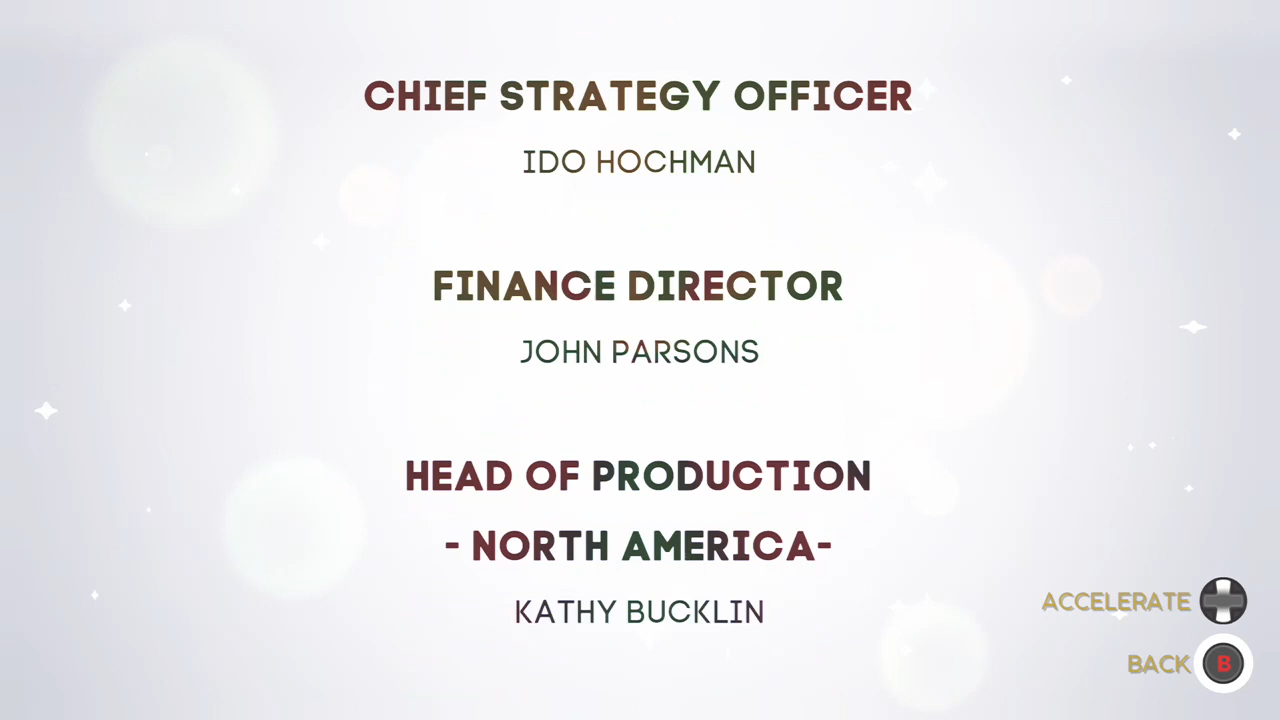 CHIEF STRATEGY OFFICER
IDO HOCHMAN
FINANCE DIRECTOR
JOHN PARSONS
HEAD OF PRODUCTION
- NORTH AMERICA-
KATHY BUCKLIN
ACCELERATE
BACK B